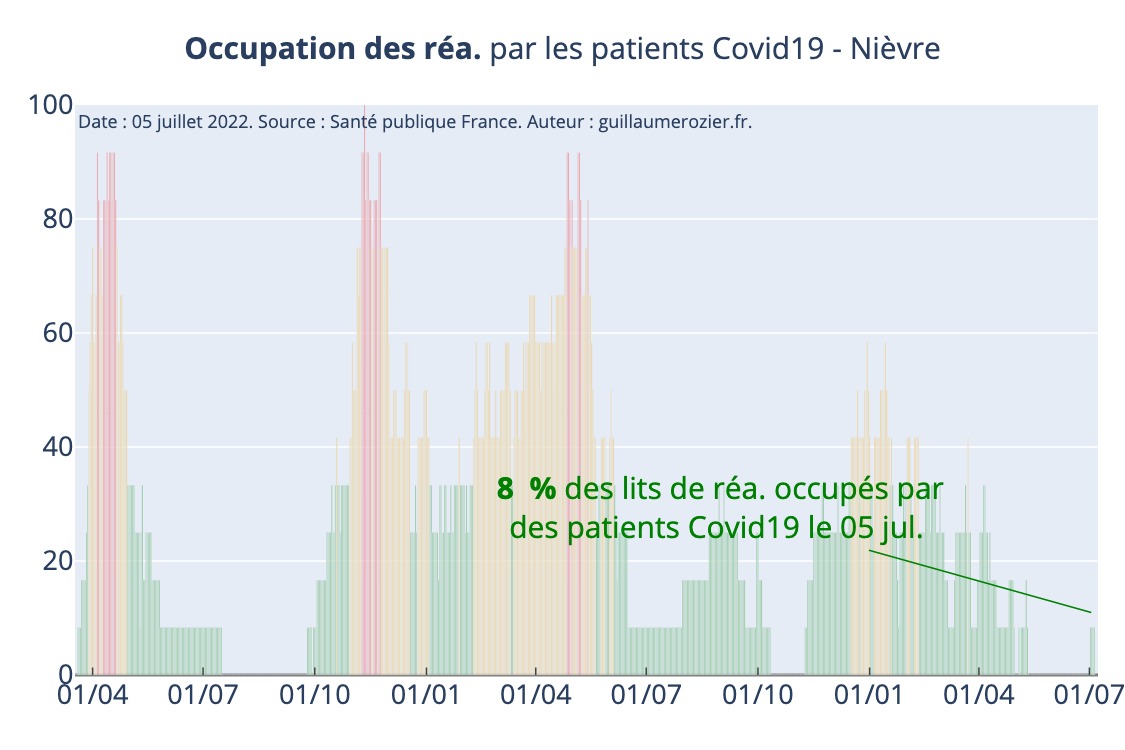 Occupation des réa. par les patients Covid19 - Nièvre
100
Date : 05 juillet 2022. Source : Santé publique France. Auteur : guillaumerozier.fr.
80
60
40
8 % des lits de réa. occupés par
des patients Covid19 le 05 jul.
20
0
01/04 01/07 01/10 01/01 01/04 01/07 01/10 01/01 01/04 01/07